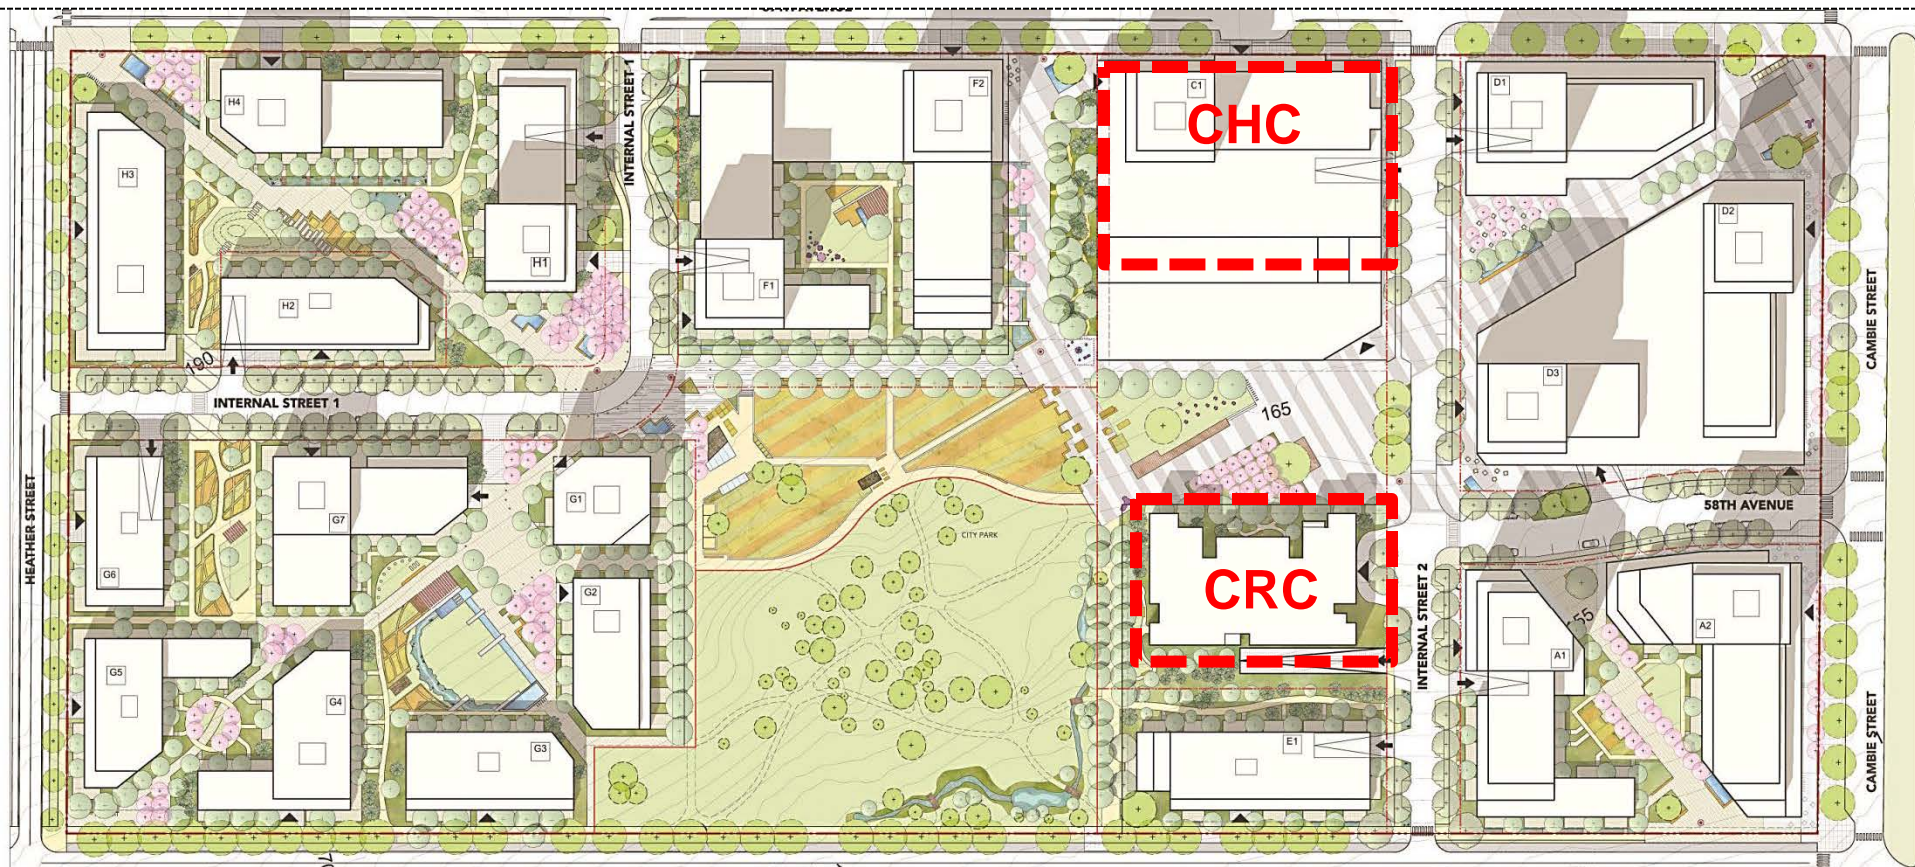 AVENUE
H4
INTERNAL STREET 1
F2
C1
CHC
D1
H3
D2
H1
H2
F1
CAMBIE STREET
190
D3
INTERNAL STREET 1
165
HEATHER STREET
G1
G7
58TH AVENUE
CITY PARK
G6
G2
CRC
INTERNAL STREET 2
A2
A1
G5
G4
G3
E1
CAMBIE STREET